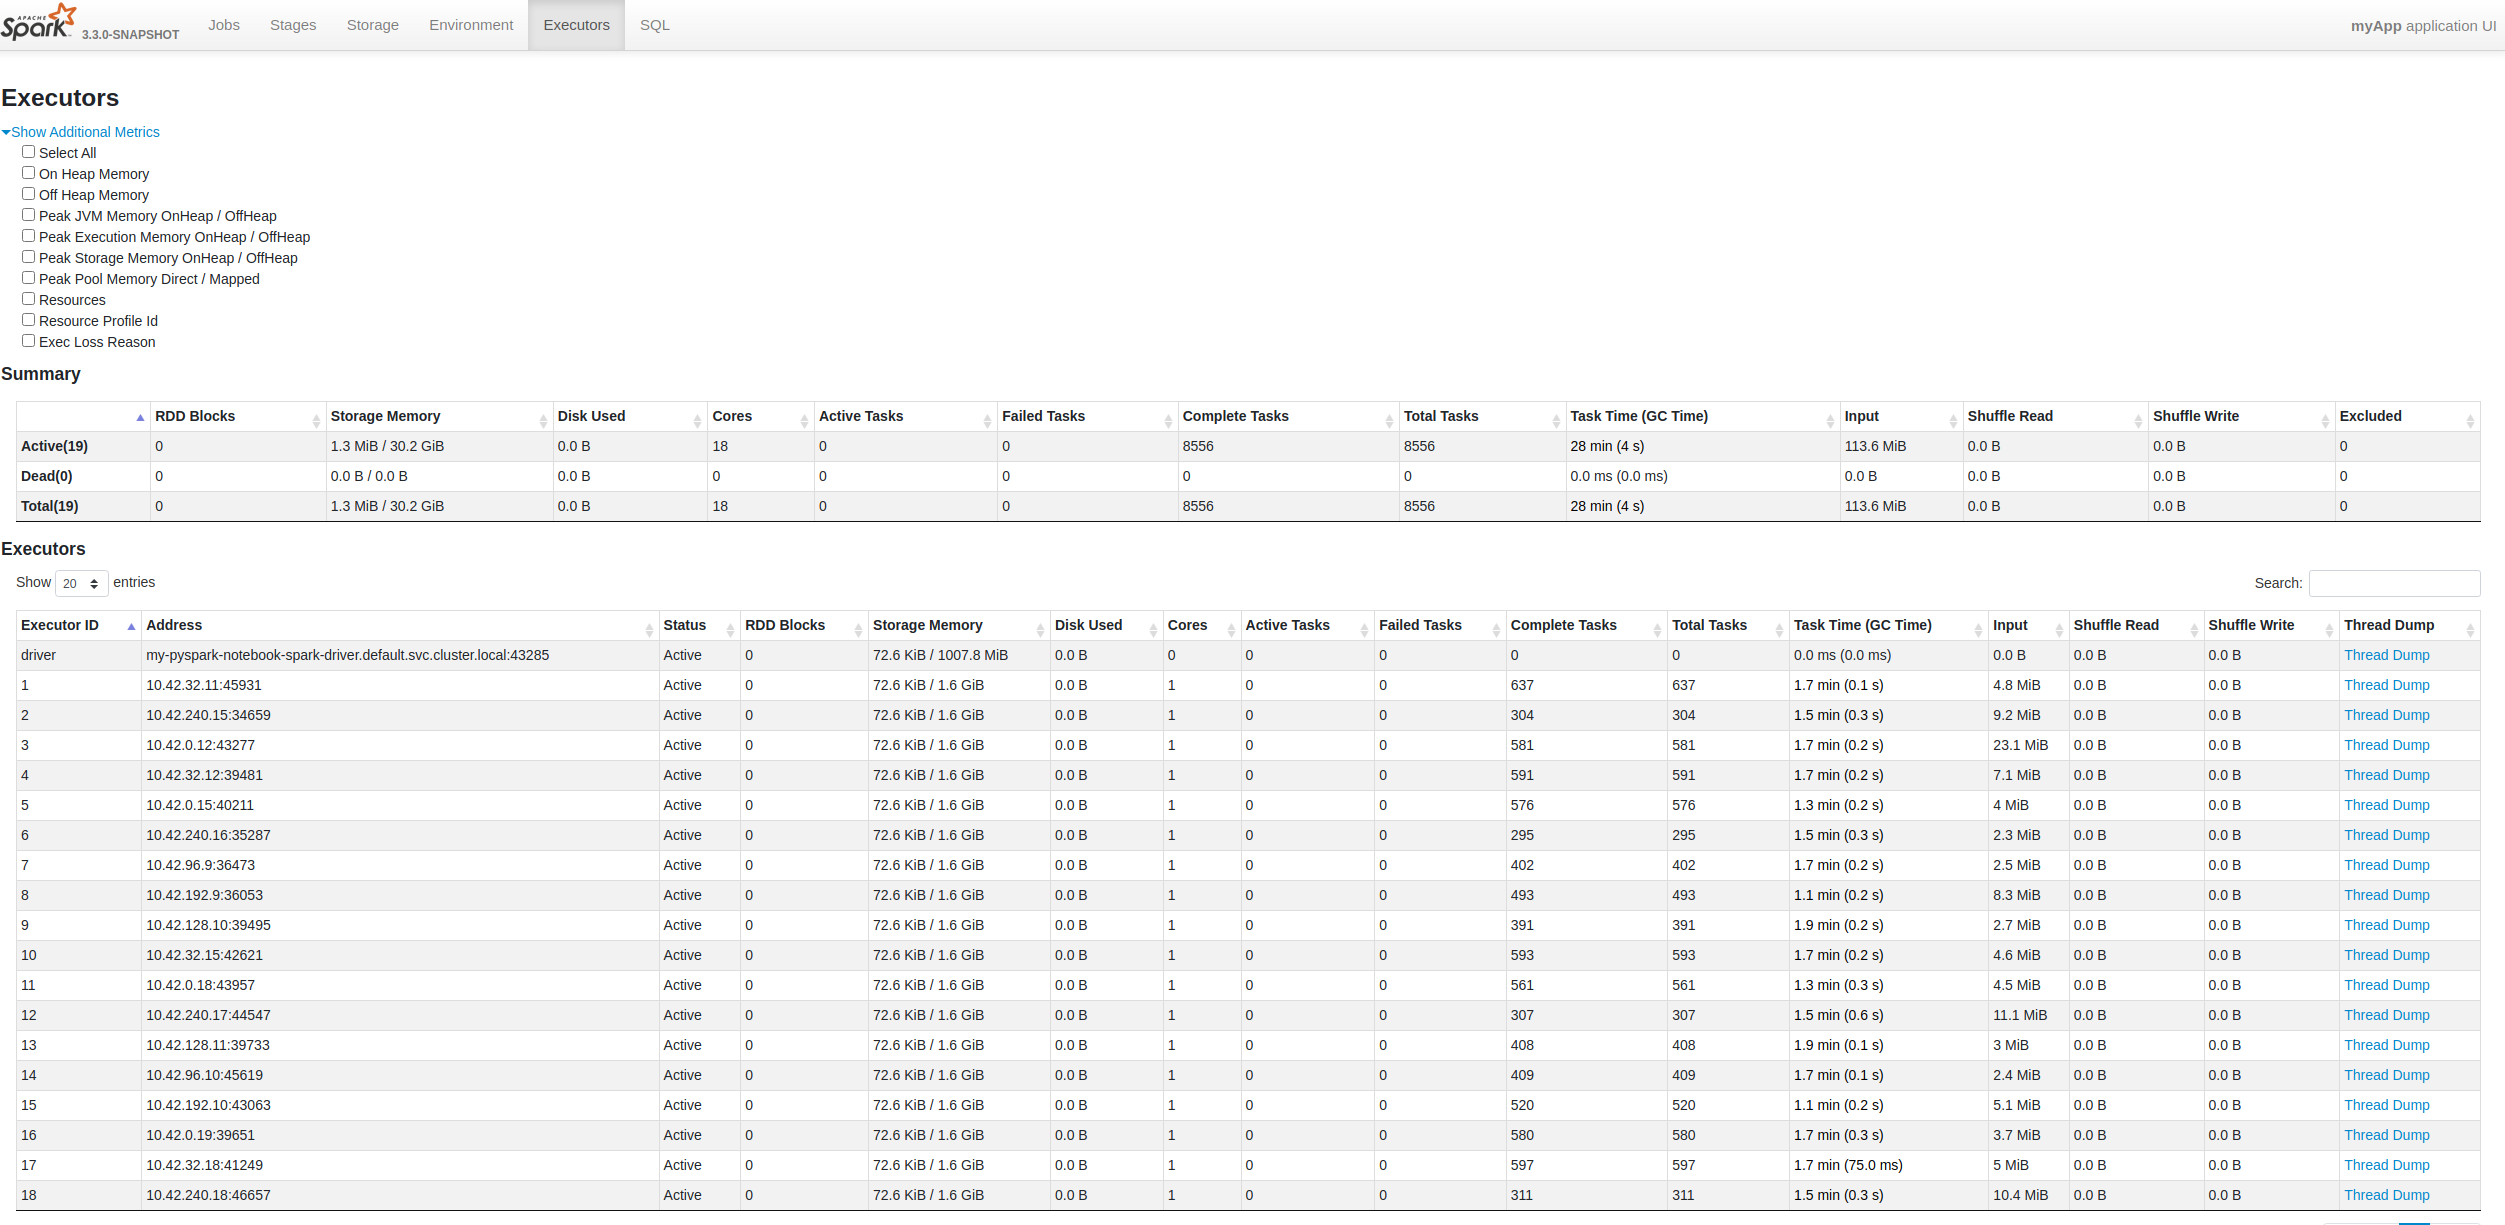 APACHE
Spark 3.3.0-SNAPSHOT Jobs Stages Storage Environment Executors SQL myApp application UI
Executors
Show Additional Metrics
Select All
On Heap Memory
Off Heap Memory
Peak JVM Memory OnHeap / OffHeap
Peak Execution Memory OnHeap / OffHeap
Peak Storage Memory OnHeap / OffHeap
Peak Pool Memory Direct / Mapped
Resources
Resource Profile Id
Exec Loss Reason
Summary
RDD Blocks Storage Memory Disk Used Cores Active Tasks Failed Tasks Complete Tasks Total Tasks Task Time (GC Time) Input Shuffle Read Shuffle Write Excluded
Active(19) 0 1.3 MiB / 30.2 GiB 0.0 B 18 0 0 8556 8556 28 min (4 s) 113.6 MiB 0.0 B 0.0 B 0
Dead(0) 0 0.0 B / 0.0 B 0.0 B 0 0 0 0 0 0.0 ms (0.0 ms) 0.0 B 0.0 B 0.0 B 0
Total(19) 0 1.3 MiB / 30.2 GiB 0.0 B 18 0 0 8556 8556 28 min (4 s) 113.6 MiB 0.0 B 0.0 B 0
Executors
Show 20 entries Search:
Executor ID Address Status RDD Blocks Storage Memory Disk Used Cores Active Tasks Failed Tasks Complete Tasks Total Tasks Task Time (GC Time) Input Shuffle Read Shuffle Write Thread Dump
driver my-pyspark-notebook-spark-driver.default.svc.cluster.local:43285 Active 0 72.6 KiB / 1007.8 MiB 0.0 B 0 0 0 0 0 0.0 ms (0.0 ms) 0.0 B 0.0 B 0.0 B Thread Dump
1 10.42.32.11:45931 Active 0 72.6 KiB / 1.6 GiB 0.0 B 1 0 0 637 637 1.7 min (0.1 s) 4.8 MiB 0.0 B 0.0 B Thread Dump
2 10.42.240.15:34659 Active 0 72.6 KiB / 1.6 GiB 0.0 B 1 0 0 304 304 1.5 min (0.3 s) 9.2 MiB 0.0 B 0.0 B Thread Dump
3 10.42.0.12:43277 Active 0 72.6 KiB / 1.6 GiB 0.0 B 1 0 0 581 581 1.7 min (0.2 s) 23.1 MiB 0.0 B 0.0 B Thread Dump
4 10.42.32.12:39481 Active 0 72.6 KiB / 1.6 GiB 0.0 B 1 0 0 591 591 1.7 min (0.2 s) 7.1 MiB 0.0 B 0.0 B Thread Dump
5 10.42.0.15:40211 Active 0 72.6 KiB / 1.6 GiB 0.0 B 1 0 0 576 576 1.3 min (0.2 s) 4 MiB 0.0 B 0.0 B Thread Dump
6 10.42.240.16:35287 Active 0 72.6 KiB / 1.6 GiB 0.0 B 1 0 0 295 295 1.5 min (0.3 s) 2.3 MiB 0.0 B 0.0 B Thread Dump
7 10.42.96.9:36473 Active 0 72.6 KiB / 1.6 GiB 0.0 B 1 0 0 402 402 1.7 min (0.2 s) 2.5 MiB 0.0 B 0.0 B Thread Dump
8 10.42.192.9:36053 Active 0 72.6 KiB / 1.6 GiB 0.0 B 1 0 0 493 493 1.1 min (0.2 s) 8.3 MiB 0.0 B 0.0 B Thread Dump
9 10.42.128.10:39495 Active 0 72.6 KiB / 1.6 GiB 0.0 B 1 0 0 391 391 1.9 min (0.2 s) 2.7 MiB 0.0 B 0.0 B Thread Dump
10 10.42.32.15:42621 Active 0 72.6 KiB / 1.6 GiB 0.0 B 1 0 0 593 593 1.7 min (0.2 s) 4.6 MiB 0.0 B 0.0 B Thread Dump
11 10.42.0.18:43957 Active 0 72.6 KiB / 1.6 GiB 0.0 B 1 0 0 561 561 1.3 min (0.3 s) 4.5 MiB 0.0 B 0.0 B Thread Dump
12 10.42.240.17:44547 Active 0 72.6 KiB / 1.6 GiB 0.0 B 1 0 0 307 307 1.5 min (0.6 s) 11.1 MiB 0.0 B 0.0 B Thread Dump
13 10.42.128.11:39733 Active 0 72.6 KiB / 1.6 GiB 0.0 B 1 0 0 408 408 1.9 min (0.1 s) 3 MiB 0.0 B 0.0 B Thread Dump
14 10.42.96.10:45619 Active 0 72.6 KiB / 1.6 GiB 0.0 B 1 0 0 409 409 1.7 min (0.1 s) 2.4 MiB 0.0 B 0.0 B Thread Dump
15 10.42.192.10:43063 Active 0 72.6 KiB / 1.6 GiB 0.0 B 1 0 0 520 520 1.1 min (0.2 s) 5.1 MiB 0.0 B 0.0 B Thread Dump
16 10.42.0.19:39651 Active 0 72.6 KiB / 1.6 GiB 0.0 B 1 0 0 580 580 1.7 min (0.3 s) 3.7 MiB 0.0 B 0.0 B Thread Dump
17 10.42.32.18:41249 Active 0 72.6 KiB / 1.6 GiB 0.0 B 1 0 0 597 597 1.7 min (75.0 ms) 5 MiB 0.0 B 0.0 B Thread Dump
18 10.42.240.18:46657 Active 0 72.6 KiB / 1.6 GiB 0.0 B 1 0 0 311 311 1.5 min (0.3 s) 10.4 MiB 0.0 B 0.0 B Thread Dump